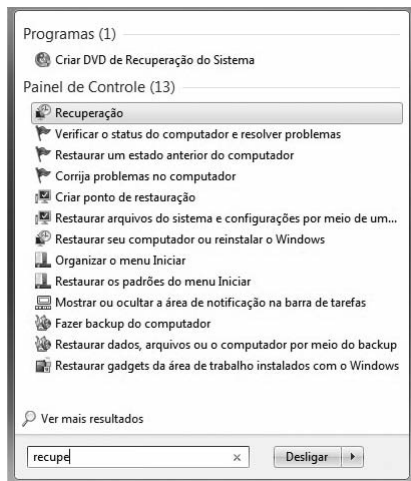 Programas (1)
Criar DVD de Recuperação do Sistema
Painel de Controle (13)
Recuperação
Verificar o status do computador e resolver problemas
Restaurar um estado anterior do computador
Corrija problemas no computador
Criar ponto de restauração
Restaurar arquivos do sistema e configurações por meio de um...
Restaurar seu computador ou reinstalar o Windows
Organizar o menu Iniciar
Restaurar os padrões do menu Iniciar
Mostrar ou ocultar a área de notificação na barra de tarefas
Fazer backup do computador
Restaurar dados, arquivos ou o computador por meio do backup
Restaurar gadgets da área de trabalho instalados com o Windows
Ver mais resultados
recupe
Desligar